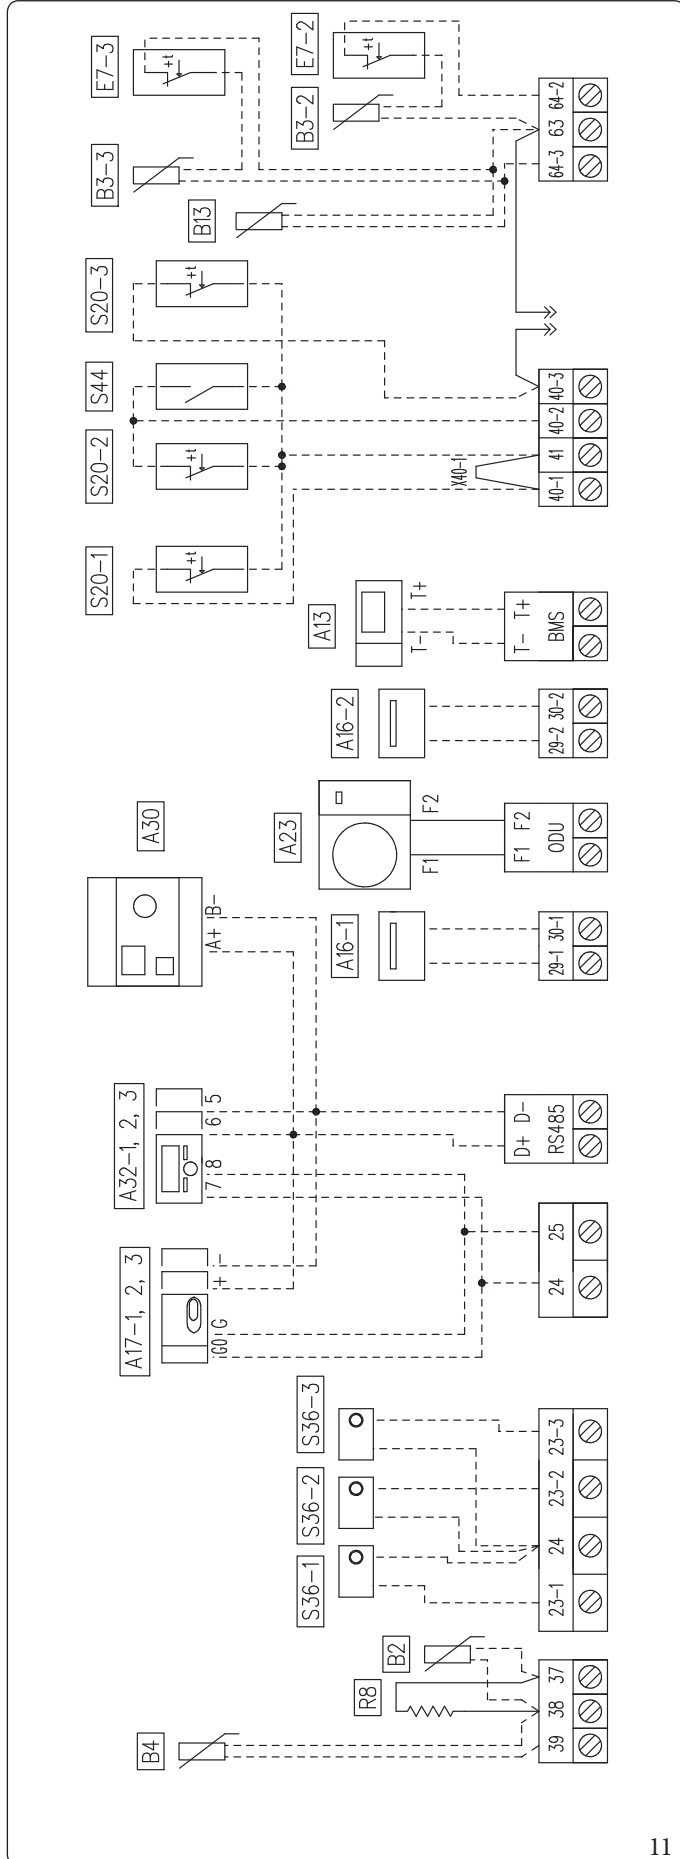 E7-3
+t
E7-2
+t
B3-3
B3-2
B13
64-2
63
64-3
S20-3
+t
S44
S20-2
+t
S20-1
+t
X40-1
40-3
40-2
41
40-1
A13
T- T+
T- T+
BMS
A16-2
29-2 30-2
A30
A+ B-
A23
F1 F2
F1 F2
ODU
A16-1
29-1 30-1
A32-1, 2, 3
7 8 6 5
D+ D-
RS485
A17-1, 2, 3
G0 G + -
24 25
S36-3
S36-2
S36-1
23-1 24 23-2 23-3
B2
R8
B4
39 38 37
11